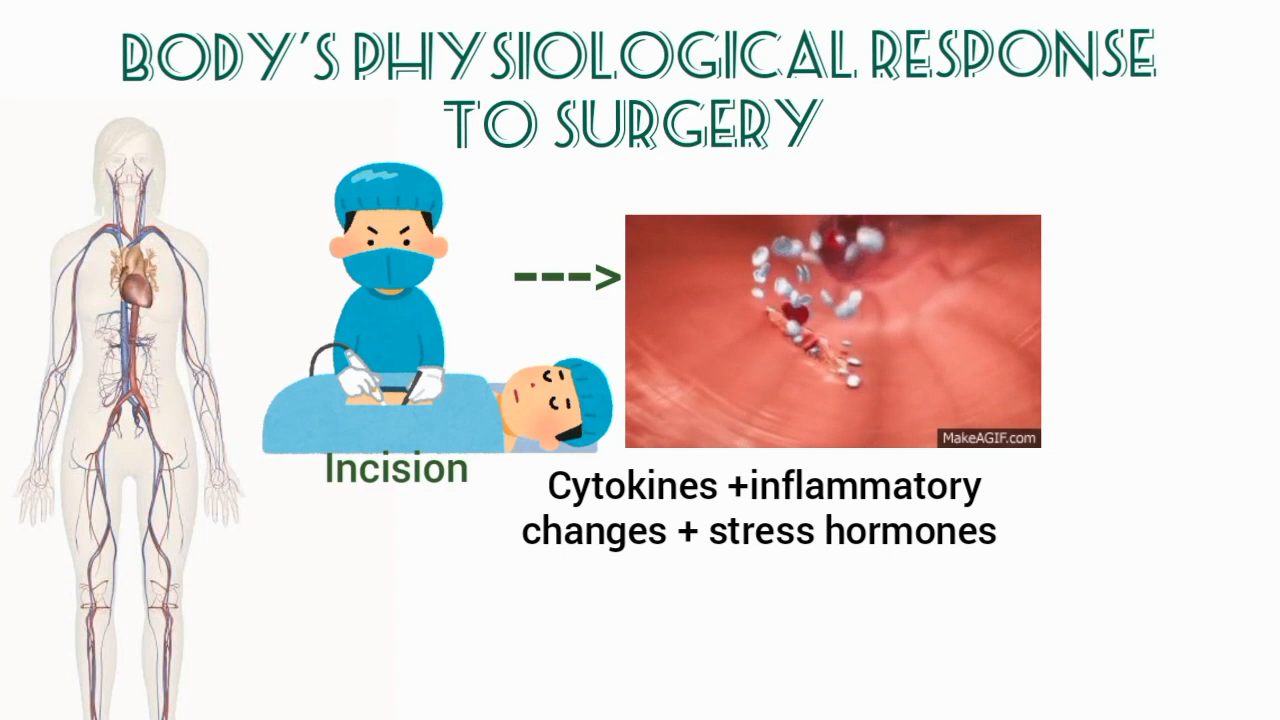 BODY'S PHYSIOLOGICAL RESPONSE
TO SURGERY
MakeAGIF.com
Incision
Cytokines +inflammatory
changes + stress hormones